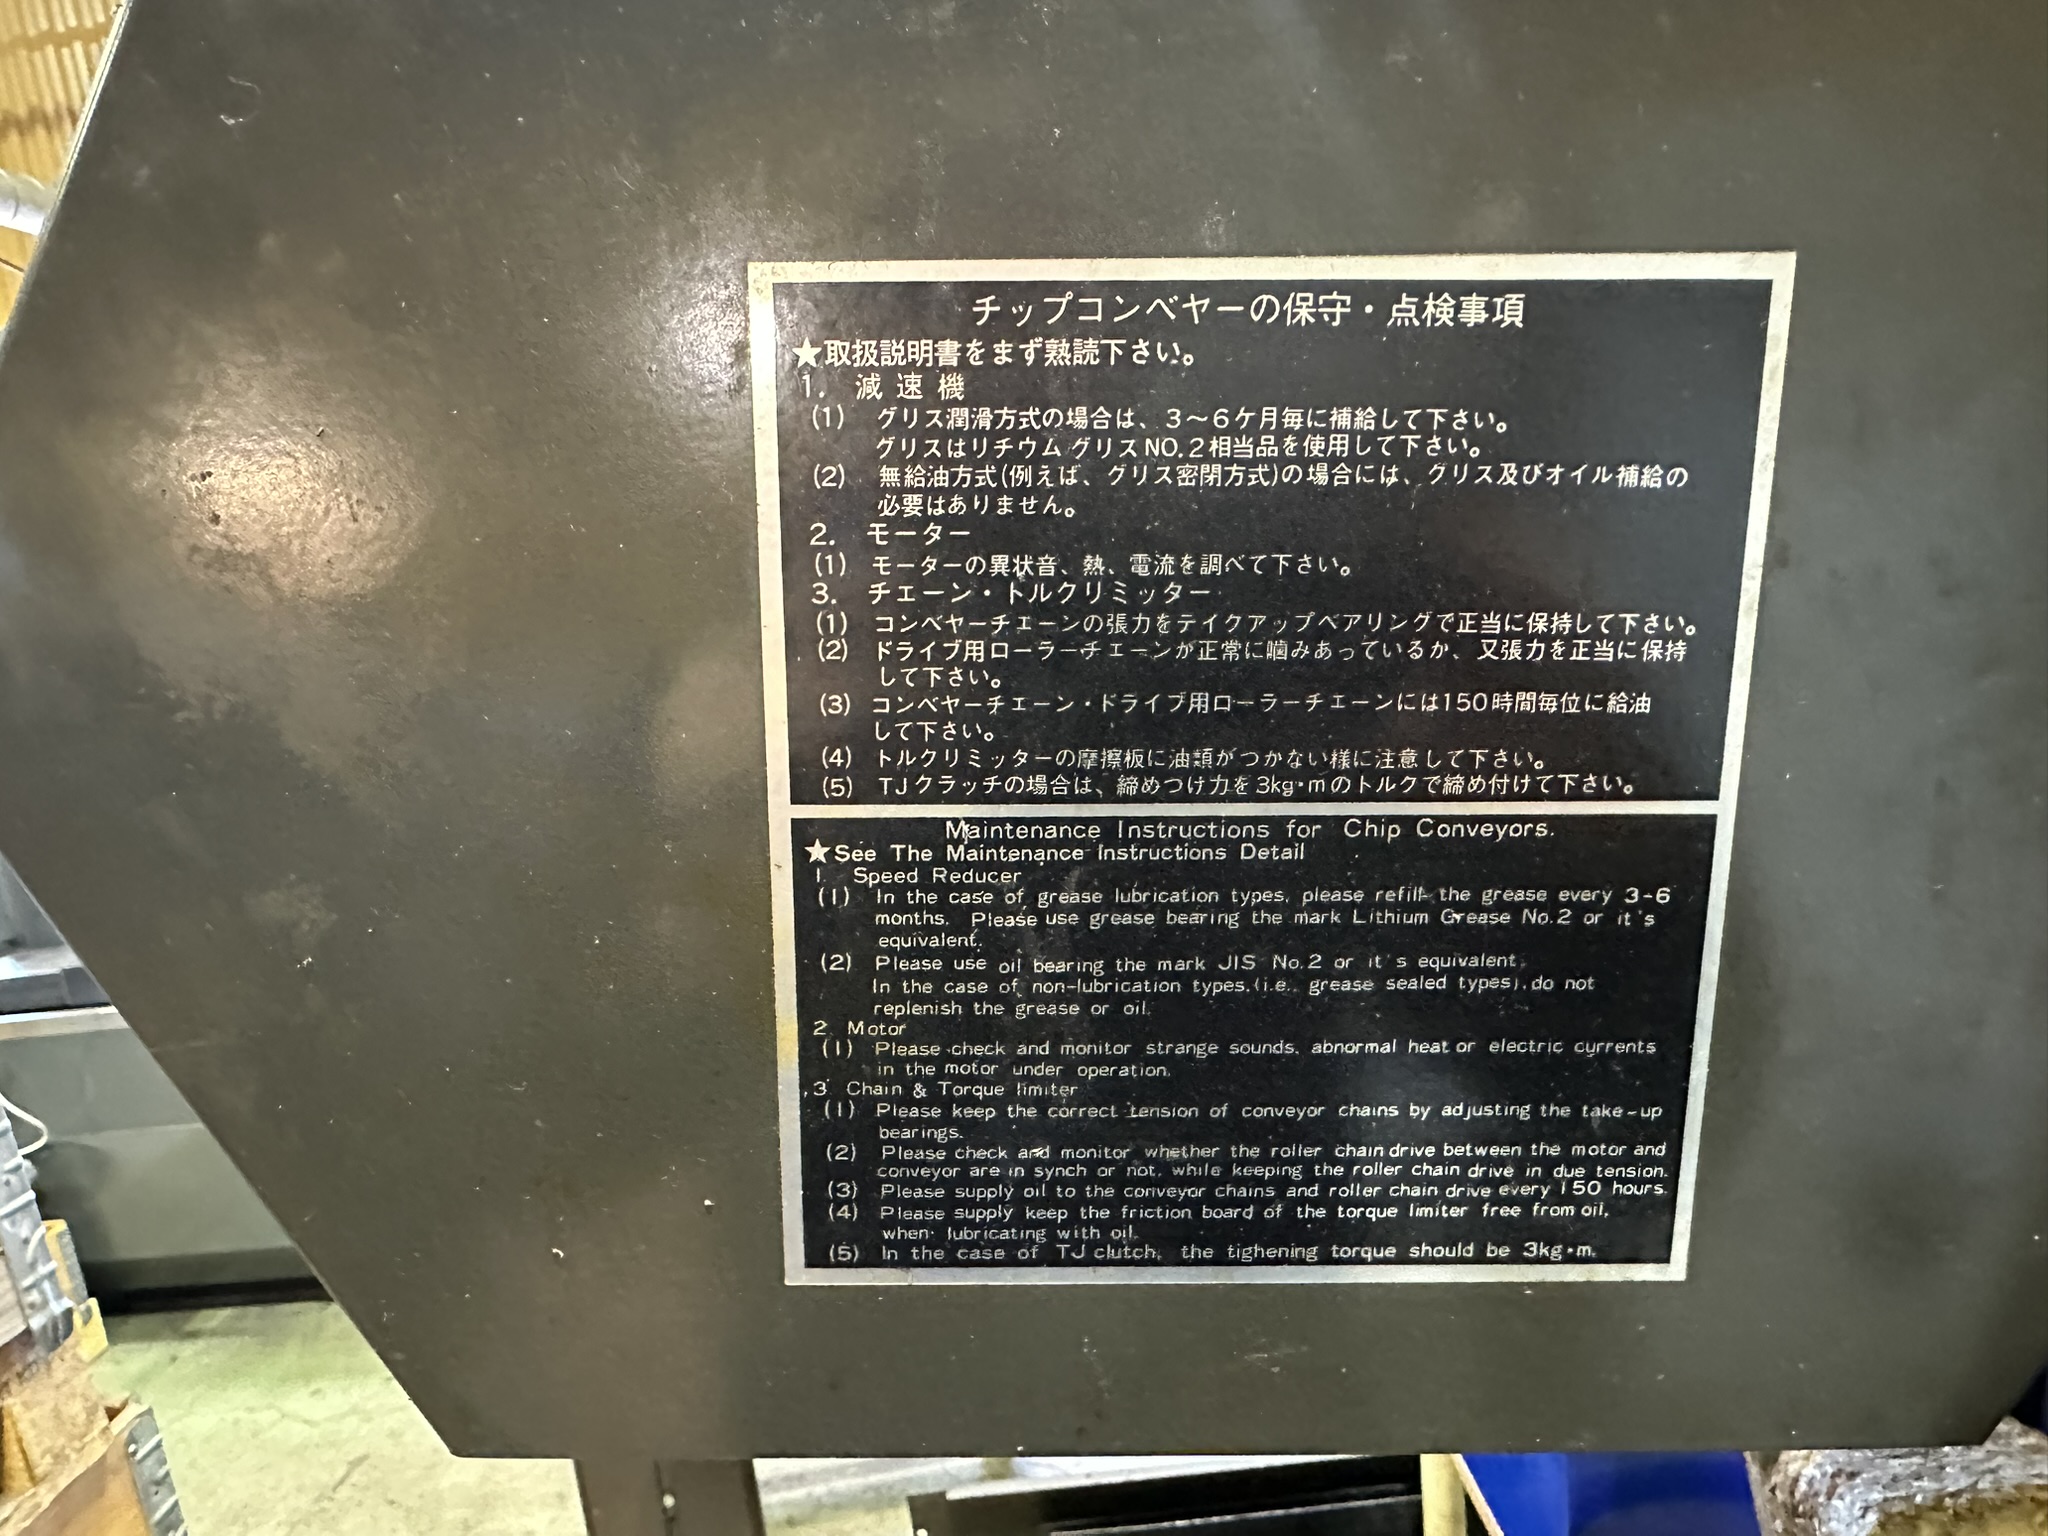 チップコンベヤーの保守・点検事項
★取扱説明書をまず熟読下さい。
1. 減速機
(1) グリス潤滑方式の場合は、3～6ケ月毎に補給して下さい。
グリスはリチウムグリスNO.2相当品を使用して下さい。
(2) 無給油方式(例えば、グリス密閉方式)の場合には、グリス及びオイル補給の
必要はありません。
2. モーター
(1) モーターの異状音、熱、電流を調べて下さい。
3. チェーン・トルクリミッター
(1) コンベヤーチェーンの張力をテイクアップベアリングで正当に保持して下さい。
(2) ドライブ用ローラーチェーンが正常に噛みあっているか、又張力を正当に保持
して下さい。
(3) コンベヤーチェーン・ドライブ用ローラーチェーンには150時間毎位に給油
して下さい。
(4) トルクリミッターの摩擦板に油類がつかない様に注意して下さい。
(5) TJクラッチの場合は、締めつけ力を3kg・mのトルクで締め付けて下さい。
Maintenance Instructions for Chip Conveyors.
★See The Maintenance Instructions Detail
1. Speed Reducer
(1) In the case of grease lubrication types, please refill the grease every 3-6
months. Please use grease bearing the mark Lithium Grease No.2 or it's
equivalent.
(2) Please use oil bearing the mark JIS No.2 or it's equivalent.
In the case of non-lubrication types.(i.e.. grease sealed types), do not
replenish the grease or oil.
2. Motor
(1) Please check and monitor strange sounds, abnormal heat or electric currents
in the motor under operation.
3. Chain & Torque limiter
(1) Please keep the correct tension of conveyor chains by adjusting the take-up
bearings.
(2) Please check and monitor whether the roller chain drive between the motor and
conveyor are in synch or not, while keeping the roller chain drive in due tension.
(3) Please supply oil to the conveyor chains and roller chain drive every 150 hours.
(4) Please supply keep the friction board of the torque limiter free from oil,
when lubricating with oil.
(5) In the case of TJ clutch, the tighening torque should be 3kg・m.